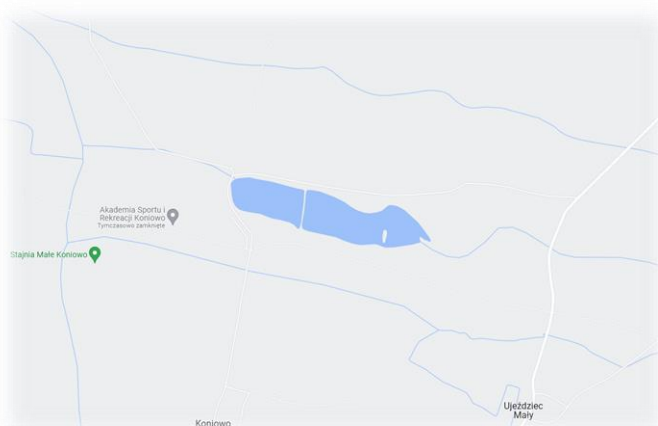 Akademia Sportu i
Rekreacji Koniowo
Tymczasowo zamknięte
Stajnia Małe Koniowo
Ujeździec
Mały
Koniowo